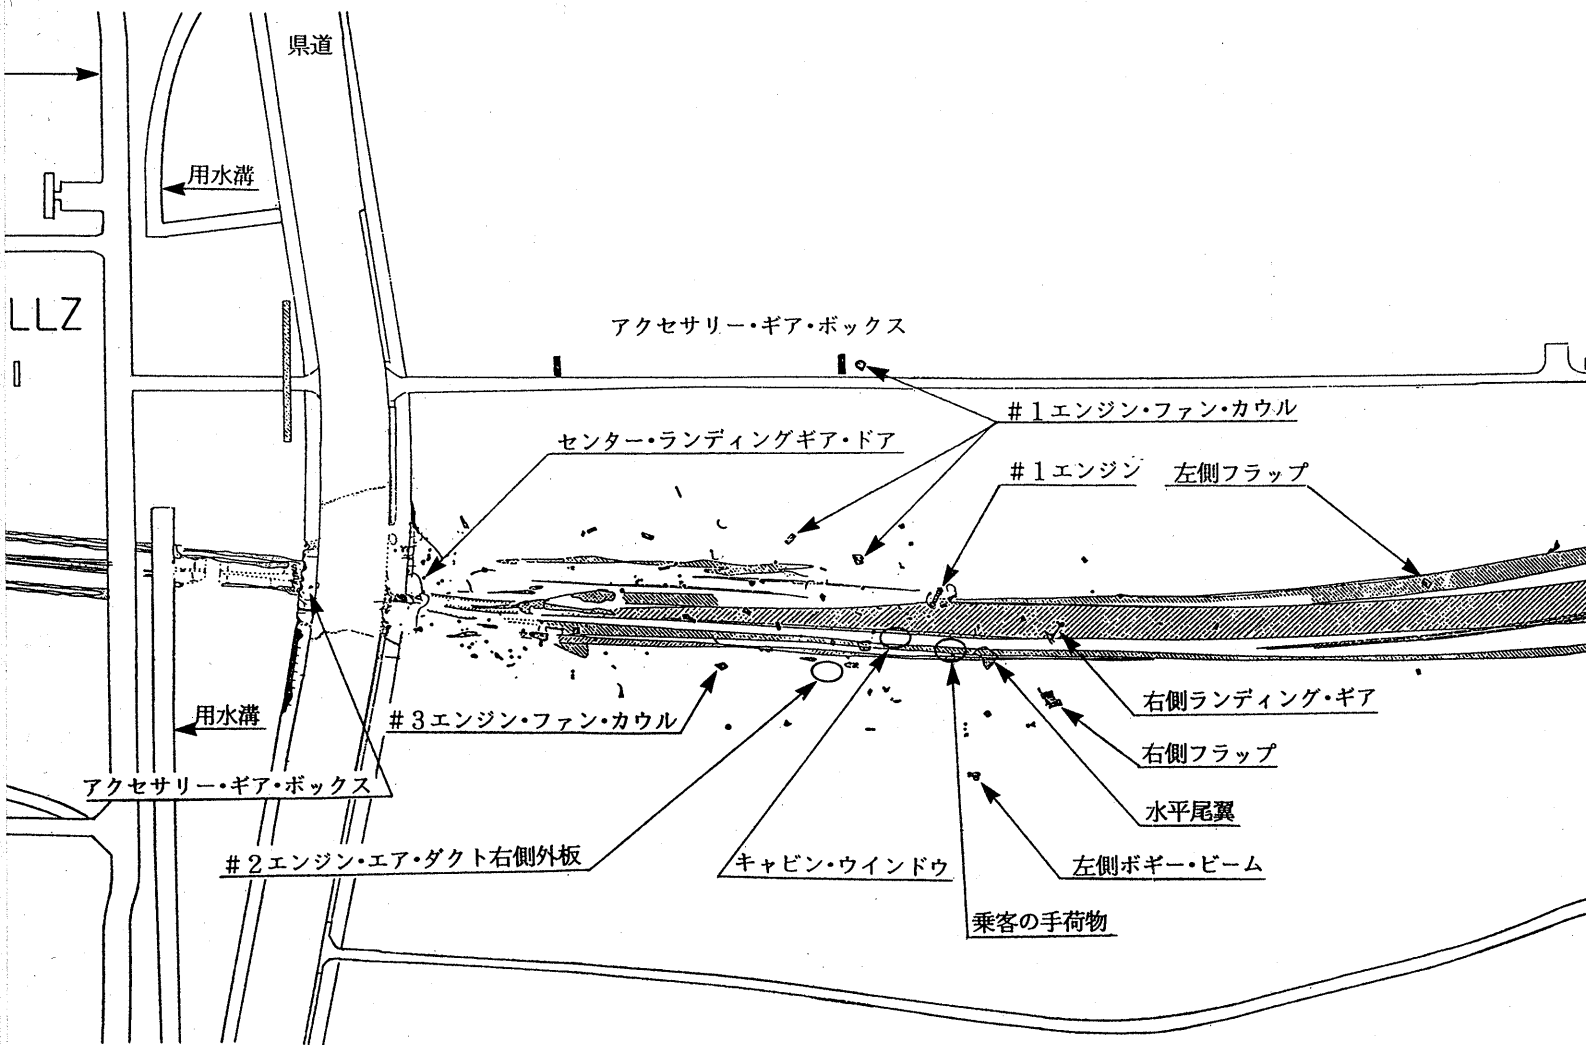 県道
用水溝
LLZ
アクセサリー・ギア・ボックス
#1エンジン・ファン・カウル
センター・ランディングギア・ドア
#1エンジン
左側フラップ
右側ランディング・ギア
用水溝
#3エンジン・ファン・カウル
右側フラップ
アクセサリー・ギア・ボックス
水平尾翼
#2エンジン・エア・ダクト右側外板
キャビン・ウインドウ
左側ボギー・ビーム
乗客の手荷物